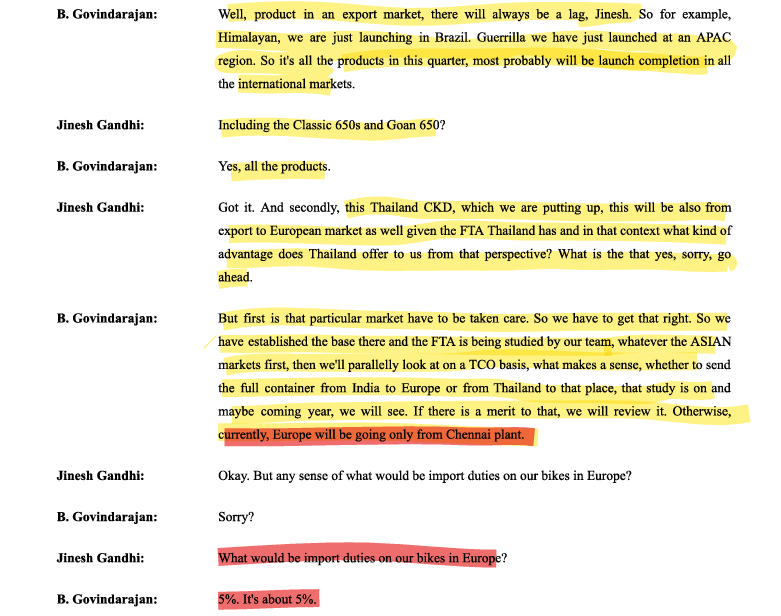 B. Govindarajan: Well, product in an export market, there will always be a lag, Jinesh. So for example,
Himalayan, we are just launching in Brazil. Guerrilla we have just launched at an APAC
region. So it's all the products in this quarter, most probably will be launch completion in all
the international markets.
Jinesh Gandhi: Including the Classic 650s and Goan 650?
B. Govindarajan: Yes, all the products.
Jinesh Gandhi: Got it. And secondly, this Thailand CKD, which we are putting up, this will be also from
export to European market as well given the FTA Thailand has and in that context what kind of
advantage does Thailand offer to us from that perspective? What is the that yes, sorry, go
ahead.
B. Govindarajan: But first is that particular market have to be taken care. So we have to get that right. So we
have established the base there and the FTA is being studied by our team, whatever the ASIAN
markets first, then we'll parallelly look at on a TCO basis, what makes a sense, whether to send
the full container from India to Europe or from Thailand to that place, that study is on and
maybe coming year, we will see. If there is a merit to that, we will review it. Otherwise,
currently, Europe will be going only from Chennai plant.
Jinesh Gandhi: Okay. But any sense of what would be import duties on our bikes in Europe?
B. Govindarajan: Sorry?
Jinesh Gandhi: What would be import duties on our bikes in Europe?
B. Govindarajan: 5%. It's about 5%.